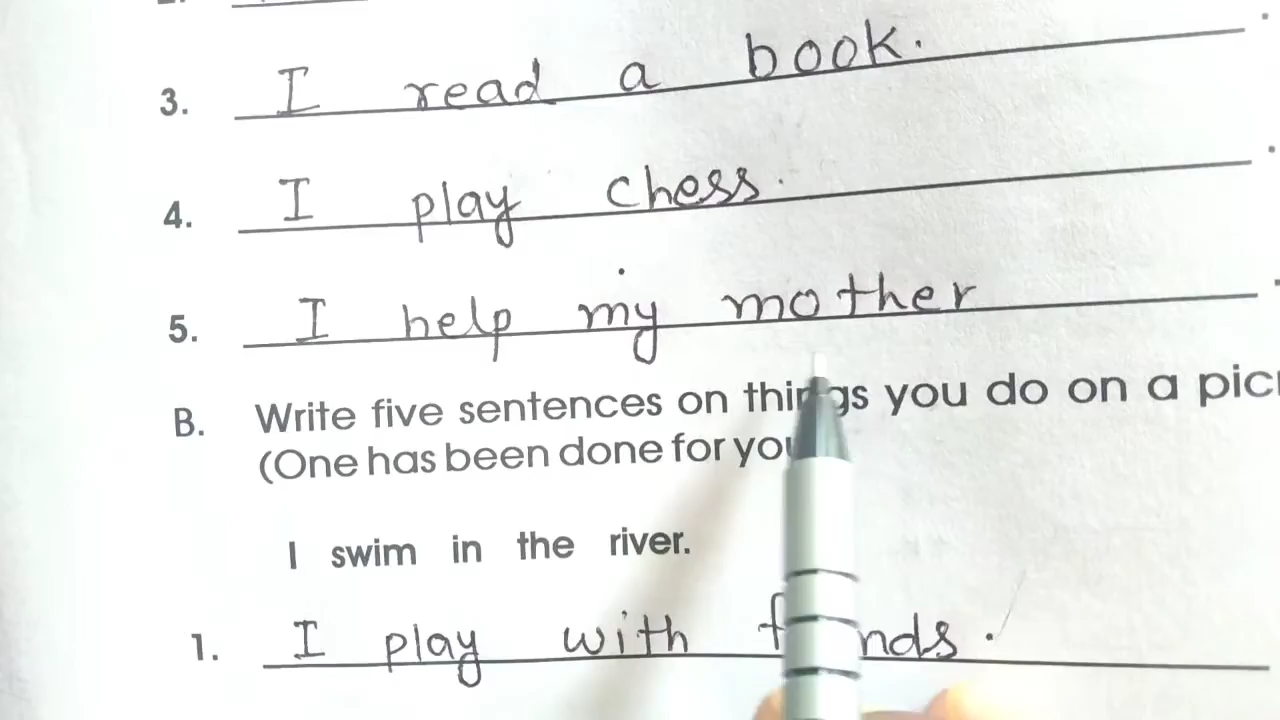 3. I read a book.
4. I play chess.
5. I help my mother
B. Write five sentences on things you do on a
(One has been done for
I swim in the river.
1. I play with